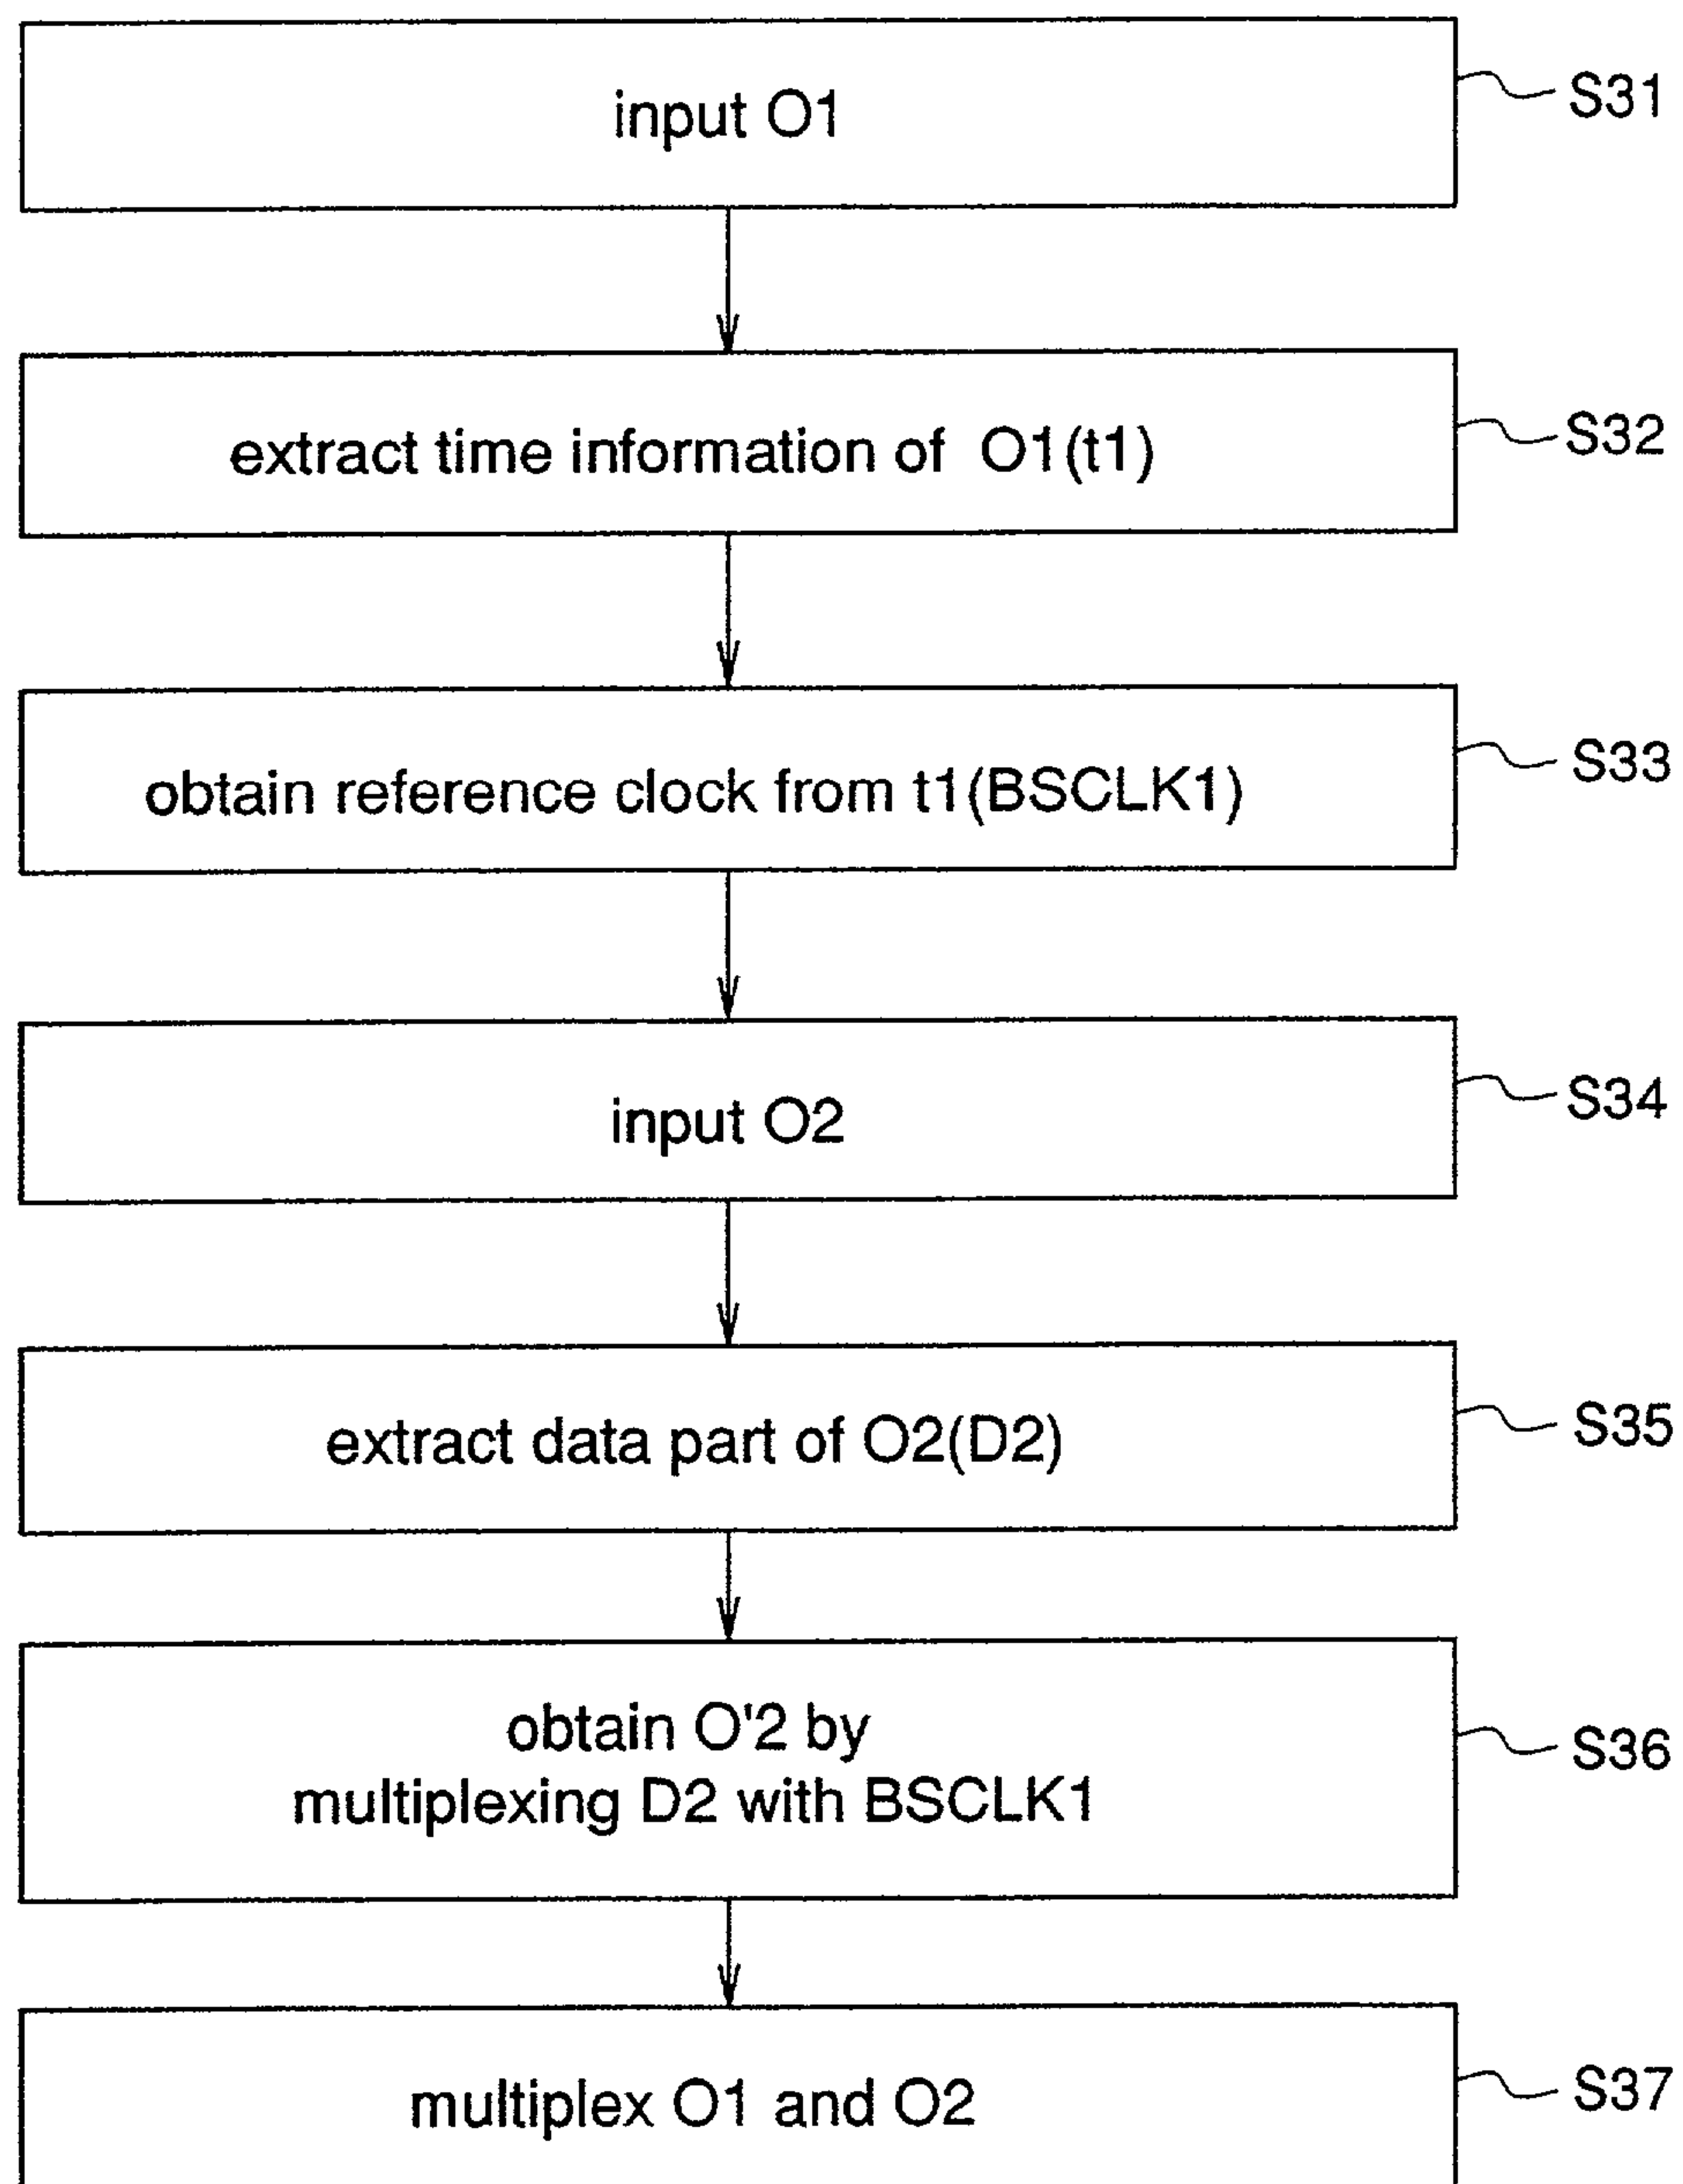 input O1
S31
extract time information of O1(t1)
S32
obtain reference clock from t1(BSCLK1)
S33
input O2
S34
extract data part of O2(D2)
S35
obtain O'2 by
multiplexing D2 with BSCLK1
S36
multiplex O1 and O2
S37